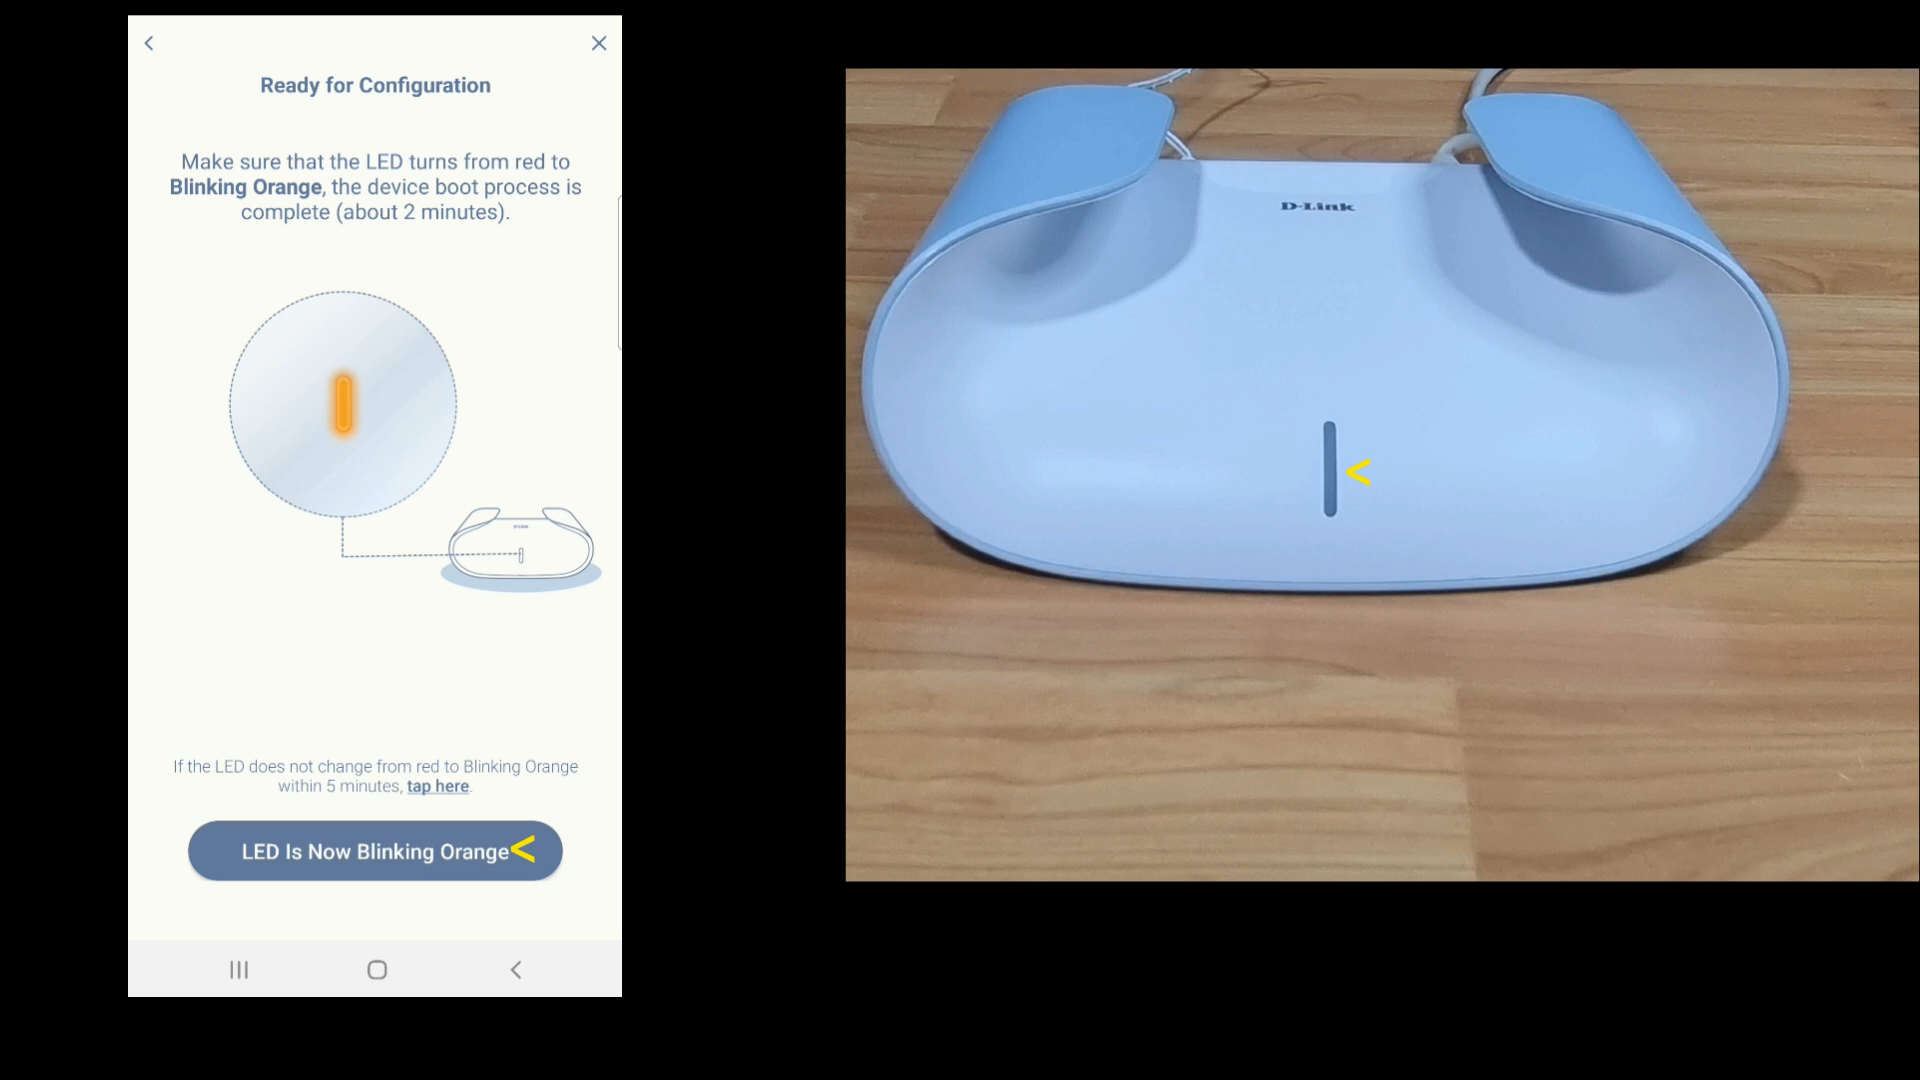 Ready for Configuration
Make sure that the LED turns from red to
Blinking Orange, the device boot process is
complete (about 2 minutes).
D-Link
If the LED does not change from red to Blinking Orange
within 5 minutes, tap here.
LED Is Now Blinking Orange<
D-Link
<